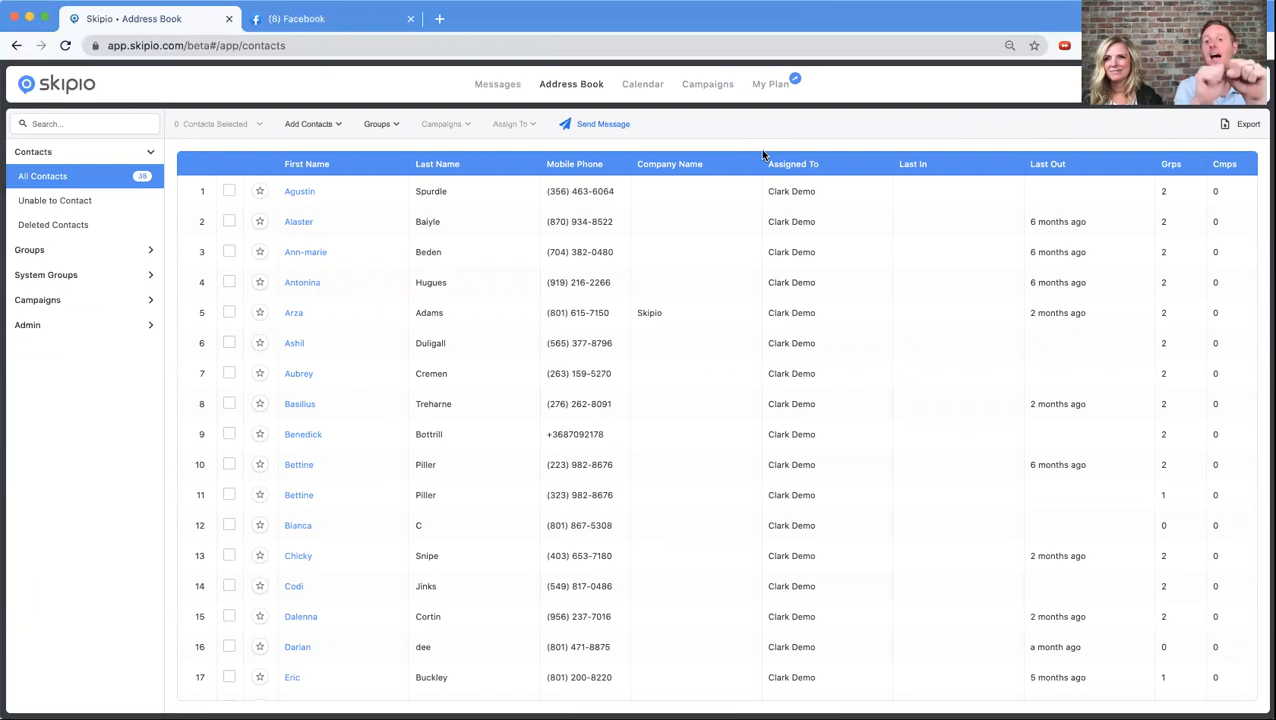 Skipio • Address Book
(8) Facebook
app.skipio.com/beta#/app/contacts
skipio
Messages Address Book Calendar Campaigns My Plan
Search...
0 Contacts Selected Add Contacts Groups Campaigns Assign To Send Message Export
Contacts
All Contacts 38
Unable to Contact
Deleted Contacts
Groups
System Groups
Campaigns
Admin
First Name Last Name Mobile Phone Company Name Assigned To Last In Last Out Grps Cmps
1 Agustin Spurdle (356) 463-6064 Clark Demo 2 0
2 Alaster Baiyle (870) 934-8522 Clark Demo 6 months ago 2 0
3 Ann-marie Beden (704) 382-0480 Clark Demo 6 months ago 2 0
4 Antonina Hugues (919) 216-2266 Clark Demo 6 months ago 2 0
5 Arza Adams (801) 615-7150 Skipio Clark Demo 2 months ago 2 0
6 Ashil Duligall (565) 377-8796 Clark Demo 2 0
7 Aubrey Cremen (263) 159-5270 Clark Demo 2 0
8 Basilius Treharne (276) 262-8091 Clark Demo 2 months ago 2 0
9 Benedick Bottrill +3687092178 Clark Demo 2 0
10 Bettine Piller (223) 982-8676 Clark Demo 6 months ago 2 0
11 Bettine Piller (323) 982-8676 Clark Demo 1 0
12 Bianca C (801) 867-5308 Clark Demo 0 0
13 Chicky Snipe (403) 653-7180 Clark Demo 2 months ago 2 0
14 Codi Jinks (549) 817-0486 Clark Demo 2 0
15 Dalenna Cortin (956) 237-7016 Clark Demo 2 months ago 2 0
16 Darian dee (801) 471-8875 Clark Demo a month ago 0 0
17 Eric Buckley (801) 200-8220 Clark Demo 5 months ago 1 0